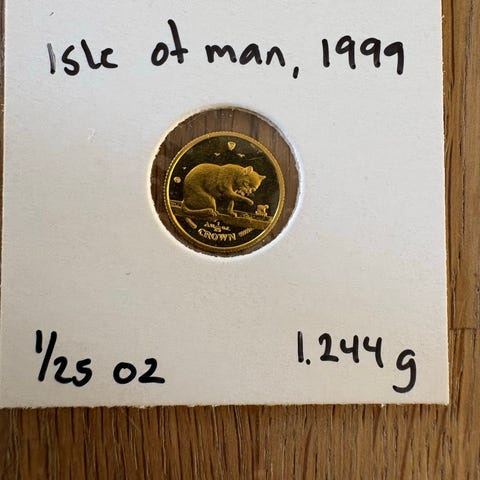 Isle of man, 1999
CROWN
1/25 oz
1.244 g